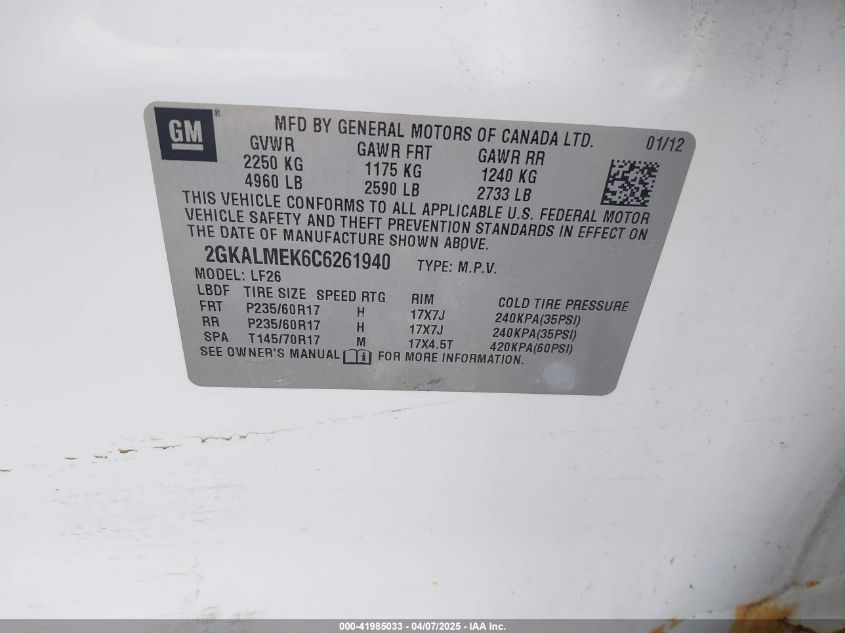 GM ®
MFD BY GENERAL MOTORS OF CANADA LTD. 01/12
GVWR GAWR FRT GAWR RR
2250 KG 1175 KG 1240 KG
4960 LB 2590 LB 2733 LB
THIS VEHICLE CONFORMS TO ALL APPLICABLE U.S. FEDERAL MOTOR
VEHICLE SAFETY AND THEFT PREVENTION STANDARDS IN EFFECT ON
THE DATE OF MANUFACTURE SHOWN ABOVE.
2GKALMEK6C6261940 TYPE: M.P.V.
MODEL: LF26
LBDF TIRE SIZE SPEED RTG RIM COLD TIRE PRESSURE
FRT P235/60R17 H 17X7J 240KPA(35PSI)
RR P235/60R17 H 17X7J 240KPA(35PSI)
SPA T145/70R17 M 17X4.5T 420KPA(60PSI)
SEE OWNER'S MANUAL FOR MORE INFORMATION.
000-41985033 - 04/07/2025 - IAA Inc.